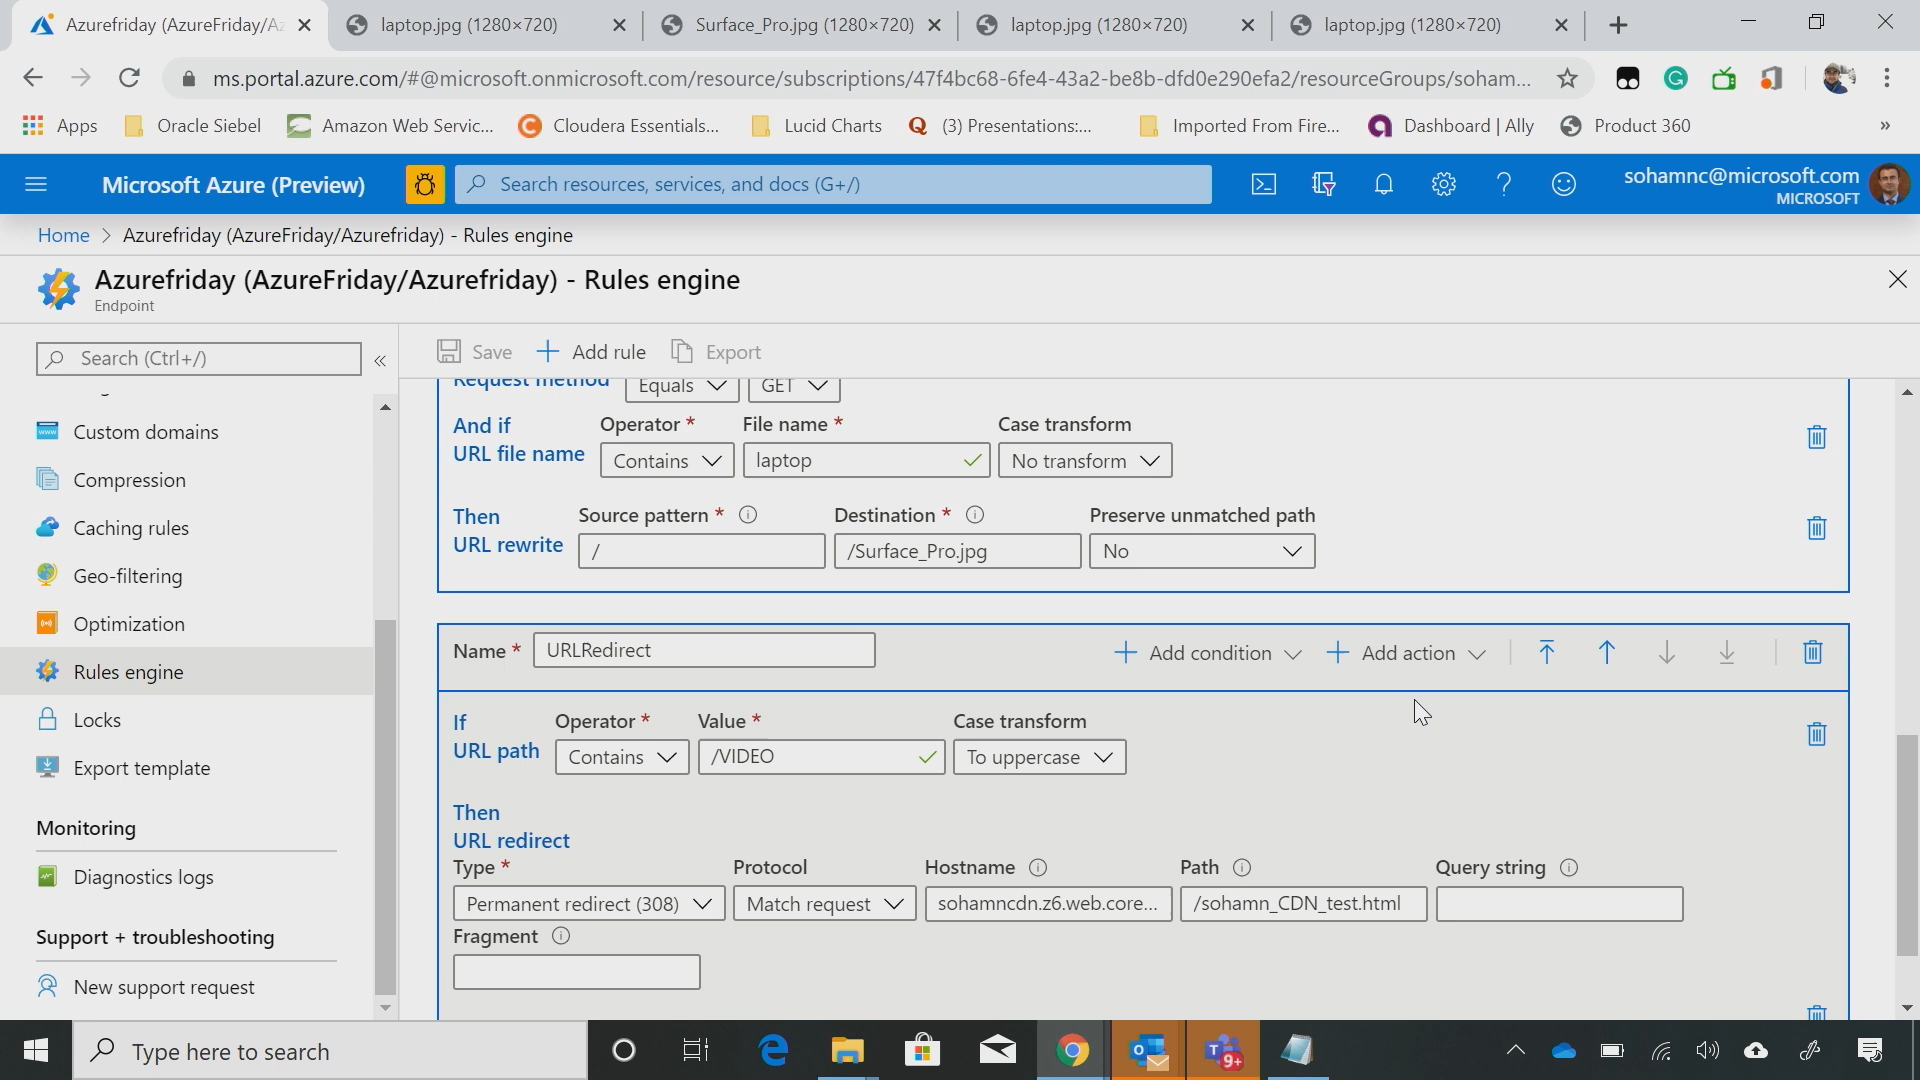 Azurefriday (AzureFriday/Az
laptop.jpg (1280×720)
Surface_Pro.jpg (1280×720)
laptop.jpg (1280×720)
laptop.jpg (1280×720)
ms.portal.azure.com/#@microsoft.onmicrosoft.com/resource/subscriptions/47f4bc68-6fe4-43a2-be8b-dfd0e290efa2/resourceGroups/soham...
Apps
Oracle Siebel
Amazon Web Servic...
Cloudera Essentials...
Lucid Charts
(3) Presentations:...
Imported From Fire...
Dashboard | Ally
Product 360
»
Microsoft Azure (Preview)
Search resources, services, and docs (G+/)
sohamnc@microsoft.com
MICROSOFT
Home > Azurefriday (AzureFriday/Azurefriday) - Rules engine
Azurefriday (AzureFriday/Azurefriday) - Rules engine
Endpoint
Search (Ctrl+/)
«
Custom domains
Compression
Caching rules
Geo-filtering
Optimization
Rules engine
Locks
Export template
Monitoring
Diagnostics logs
Support + troubleshooting
New support request
Save
Add rule
Export
Request method
Equals
GET
And if
URL file name
Operator *
File name *
Case transform
Contains
laptop
No transform
Then
URL rewrite
Source pattern *
Destination *
Preserve unmatched path
/
/Surface_Pro.jpg
No
Name *
URLRedirect
Add condition
Add action
If
URL path
Operator *
Value *
Case transform
Contains
/VIDEO
To uppercase
Then
URL redirect
Type *
Protocol
Hostname
Path
Query string
Permanent redirect (308)
Match request
sohamncdn.z6.web.core...
/sohamn_CDN_test.html
Fragment
Type here to search
9+